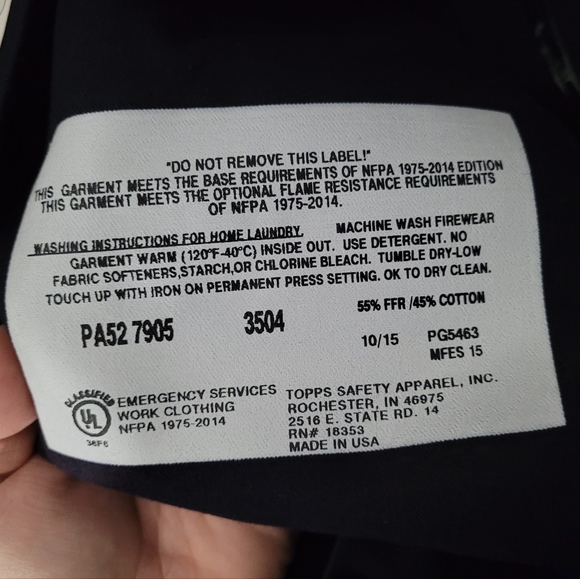 "DO NOT REMOVE THIS LABEL!"
THIS GARMENT MEETS THE BASE REQUIREMENTS OF NFPA 1975-2014 EDITION
THIS GARMENT MEETS THE OPTIONAL FLAME RESISTANCE REQUIREMENTS
OF NFPA 1975-2014.
WASHING INSTRUCTIONS FOR HOME LAUNDRY. MACHINE WASH FIREWEAR
GARMENT WARM (120°F-40°C) INSIDE OUT. USE DETERGENT. NO
FABRIC SOFTENERS,STARCH,OR CHLORINE BLEACH. TUMBLE DRY-LOW
TOUCH UP WITH IRON ON PERMANENT PRESS SETTING. OK TO DRY CLEAN.
55% FFR /45% COTTON
PA52 7905 3504
10/15 PG5463
MFES 15
CLASSIFIED
UL
36F6
EMERGENCY SERVICES
WORK CLOTHING
NFPA 1975-2014
TOPPS SAFETY APPAREL, INC.
ROCHESTER, IN 46975
2516 E. STATE RD. 14
RN# 18353
MADE IN USA